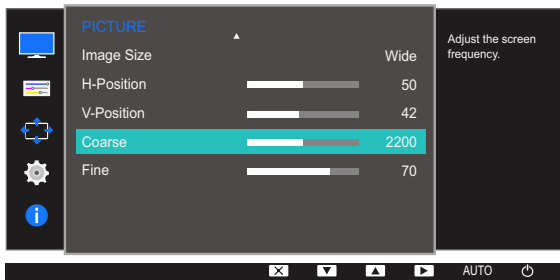 PICTURE
Image Size Wide
H-Position 50
V-Position 42
Coarse 2200
Fine 70
Adjust the screen
frequency.
i
AUTO